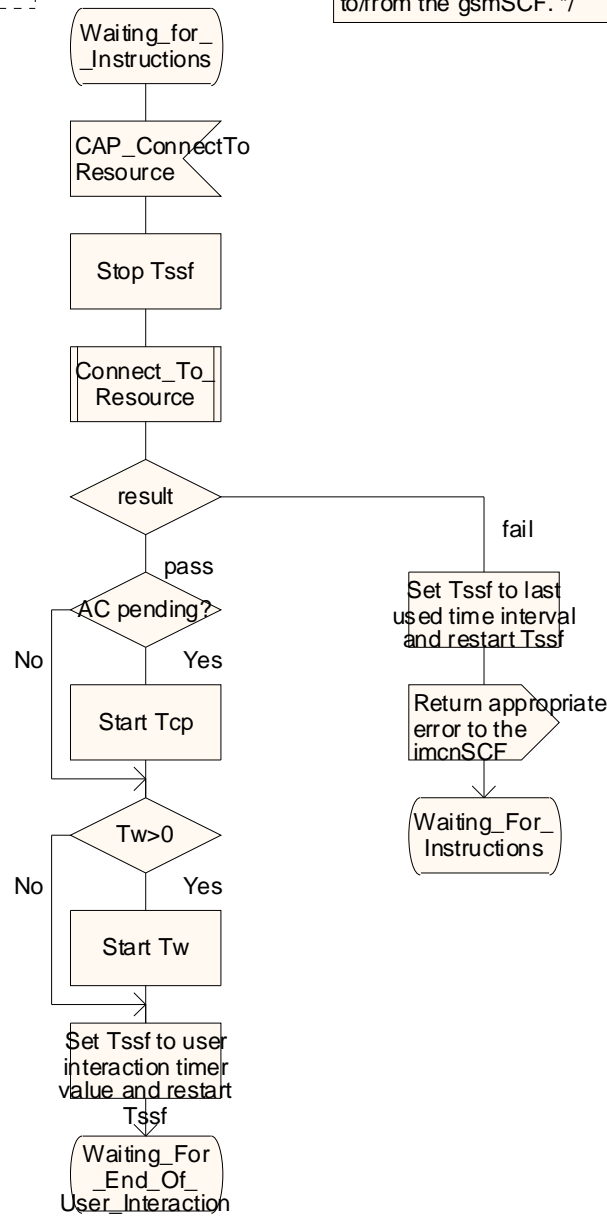 to/from the gsmSCF. */
Waiting_for_
_Instructions
CAP_ConnectTo
Resource
Stop Tssf
Connect_To_
Resource
result
fail
pass
Set Tssf to last
used time interval
and restart Tssf
AC pending?
No
Yes
Start Tcp
Return appropriate
error to the
imcnSCF
Tw>0
Waiting_For_
Instructions
No
Yes
Start Tw
Set Tssf to user
interaction timer
value and restart
Tssf
Waiting_For
_End_Of_
User_Interaction